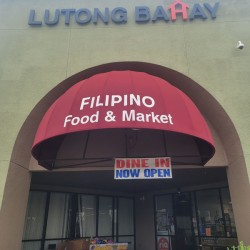 LUTONG BAHAY
FILIPINO
Food & Market
DINE IN
NOW OPEN